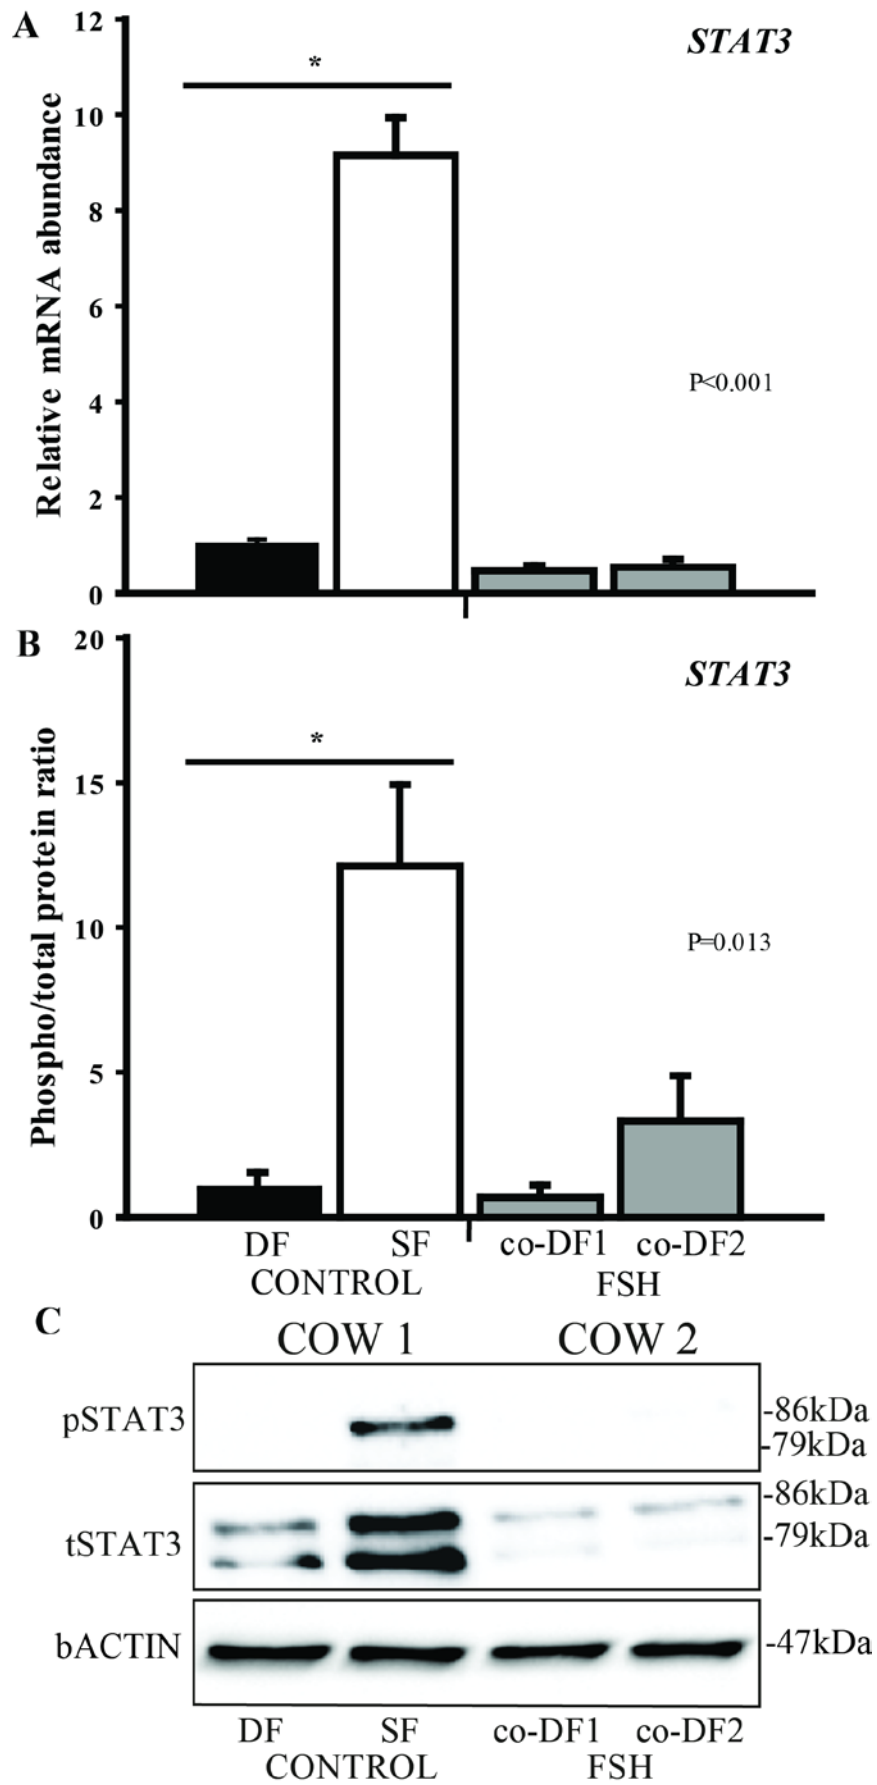 A
STAT3
*
12
10
8
6
4
2
0
Relative mRNA abundance
P<0.001
B
STAT3
*
20
15
10
5
0
Phospho/total protein ratio
P=0.013
DF SF co-DF1 co-DF2
CONTROL FSH
C
COW 1 COW 2
pSTAT3
-86kDa
-79kDa
tSTAT3
-86kDa
-79kDa
bACTIN
-47kDa
DF SF co-DF1 co-DF2
CONTROL FSH